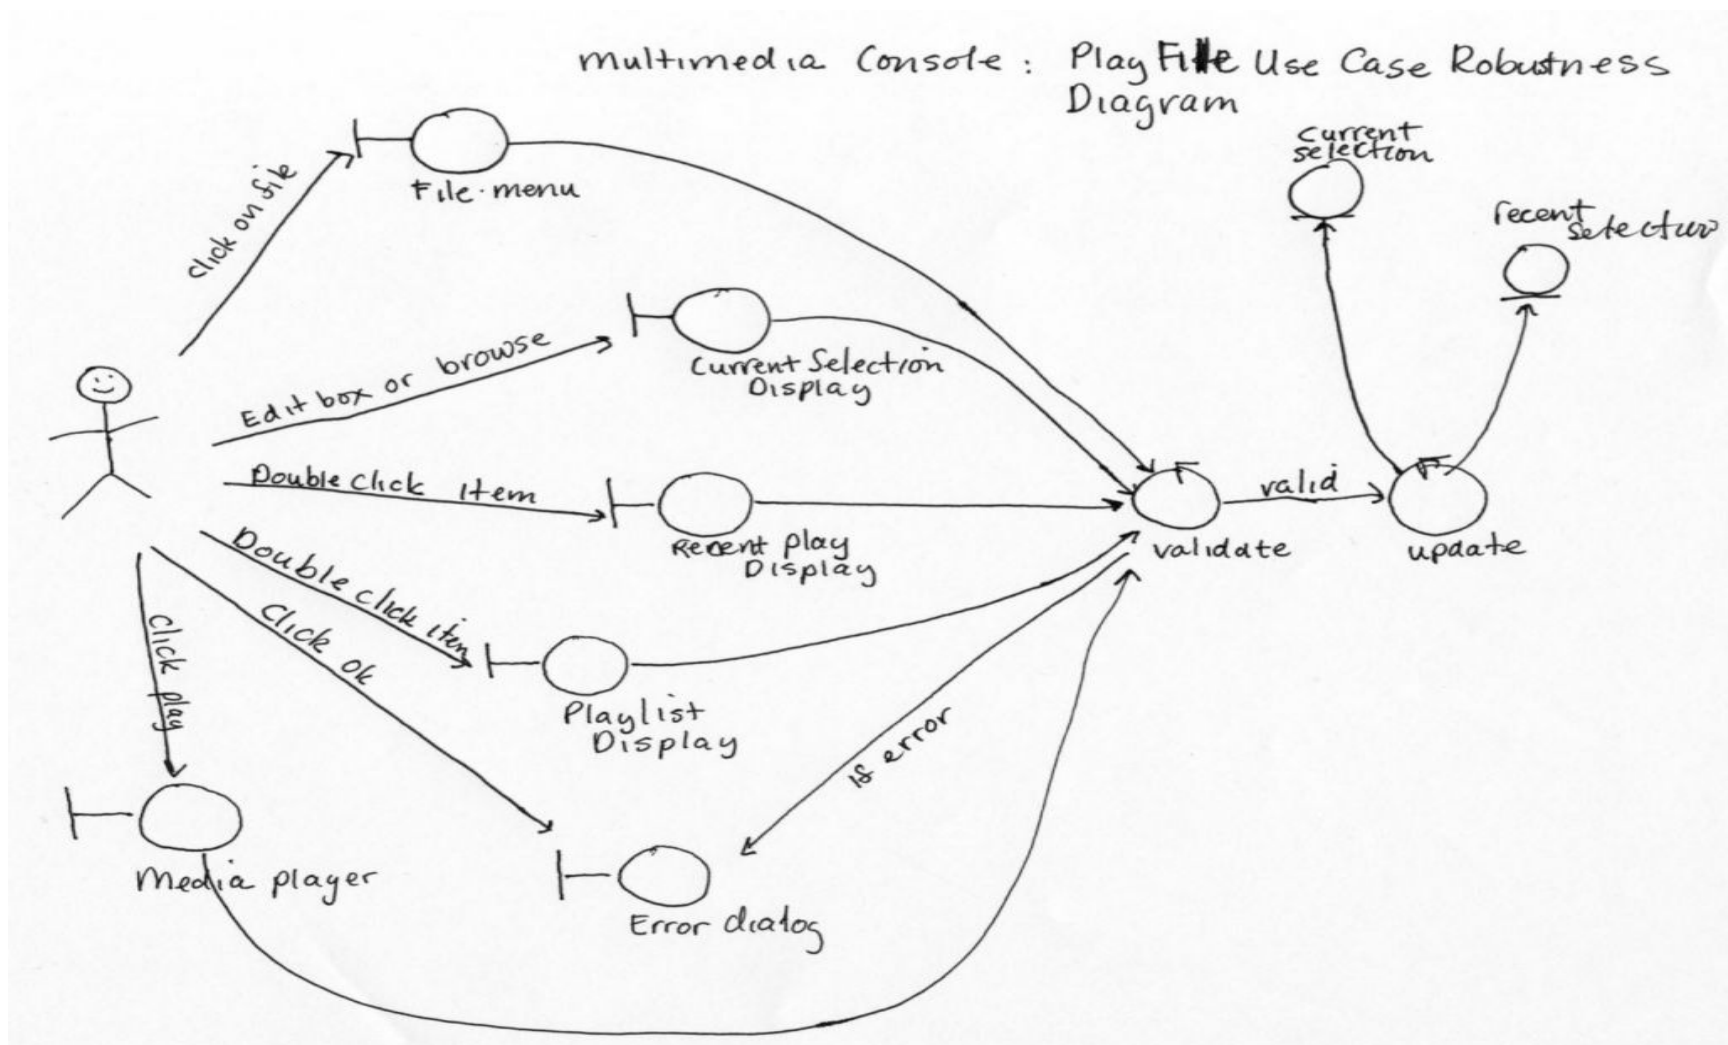 multimedia Console: Play File Use Case Robustness
Diagram
current
selection
recent
selection
click on file
File menu
Edit box or browse
Current Selection
Display
Double click item
Recent play
Display
valid
validate
update
Double click item
Click ok
click play
Playlist
Display
If error
Media player
Error dialog